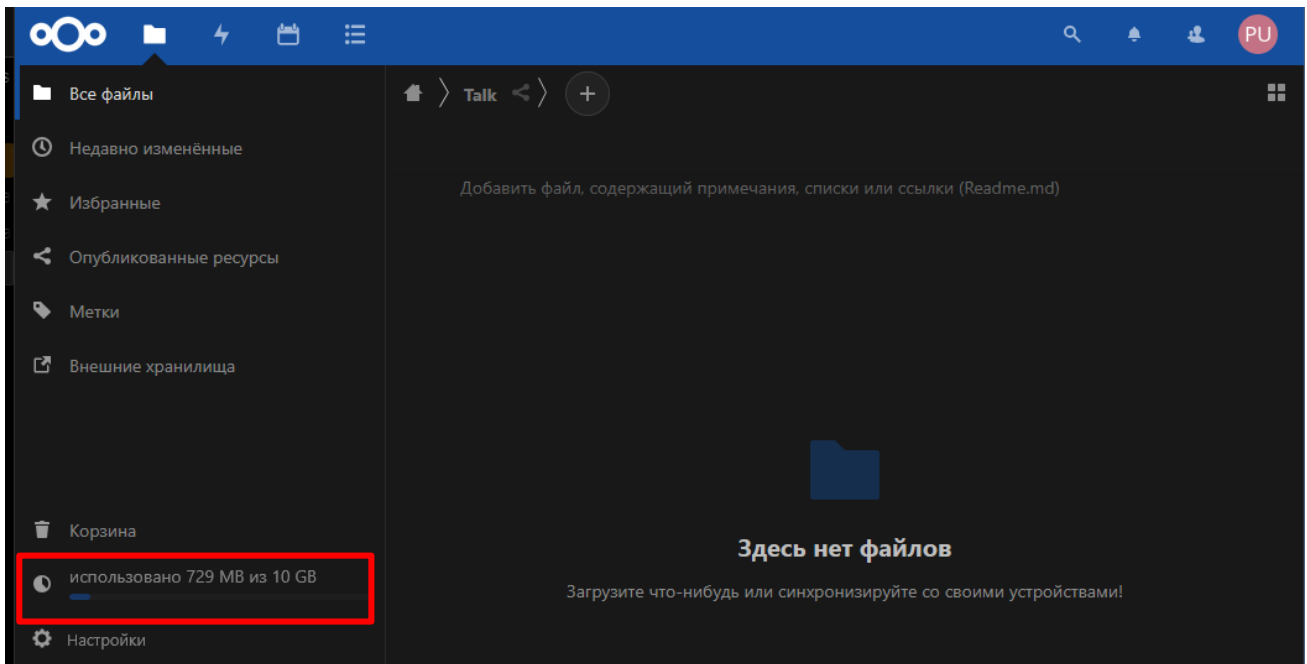 PU
Все файлы
Talk
Недавно изменённые
Добавить файл, содержащий примечания, списки или ссылки (Readme.md)
Избранные
Опубликованные ресурсы
Метки
Внешние хранилища
Корзина
Здесь нет файлов
использовано 729 MB из 10 GB
Загрузите что-нибудь или синхронизируйте со своими устройствами!
Настройки